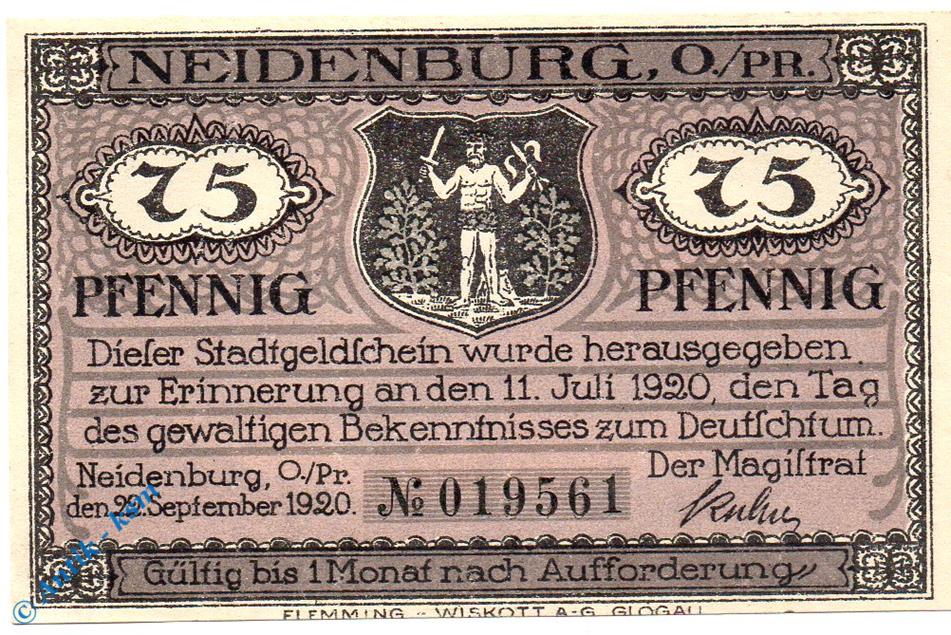 NEIDENBURG, O./PR.
75 75
PFENNIG PFENNIG
Dieſer Stadtgeldſchein wurde herausgegeben
zur Erinnerung an den 11. Juli 1920, den Tag
des gewaltigen Bekenntnisses zum Deutſchtum.
Neidenburg, O./Pr. Der Magiſtrat
den 22. September 1920. № 019561
Gültig bis 1 Monat nach Aufforderung
FLEMMING - WISKOTT A-G. GLOGAU